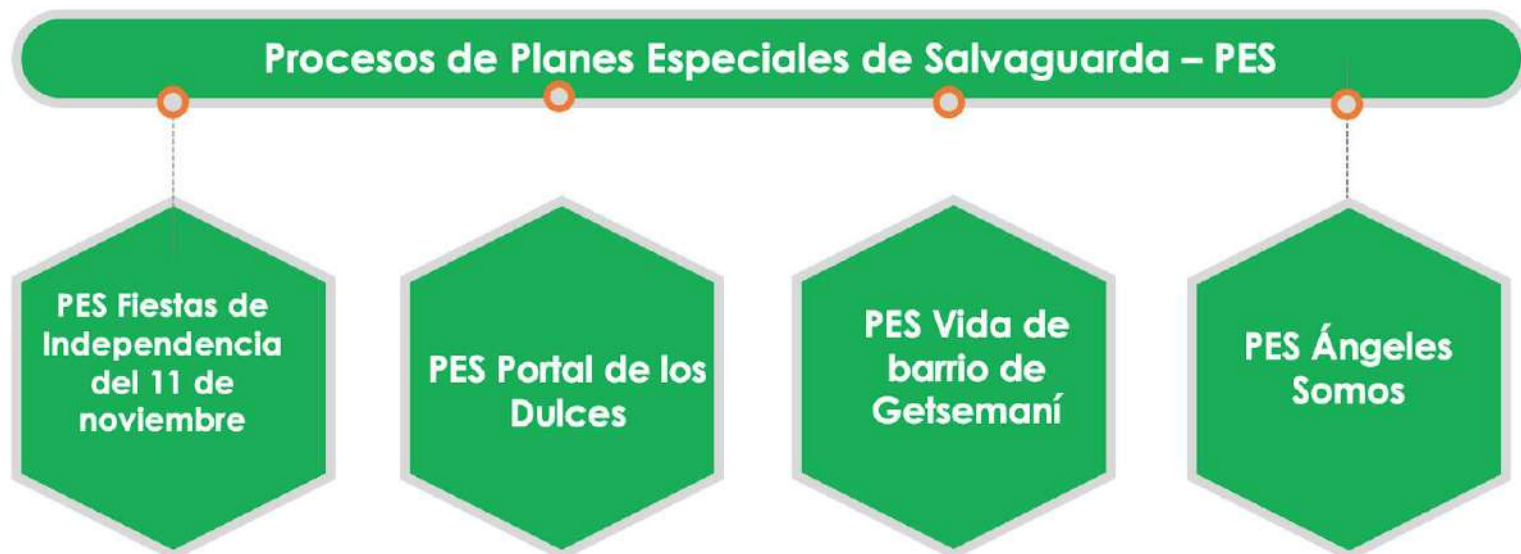 Procesos de Planes Especiales de Salvaguarda – PES
PES Fiestas de
Independencia
del 11 de
noviembre
PES Portal de los
Dulces
PES Vida de
barrio de
Getsemaní
PES Ángeles
Somos